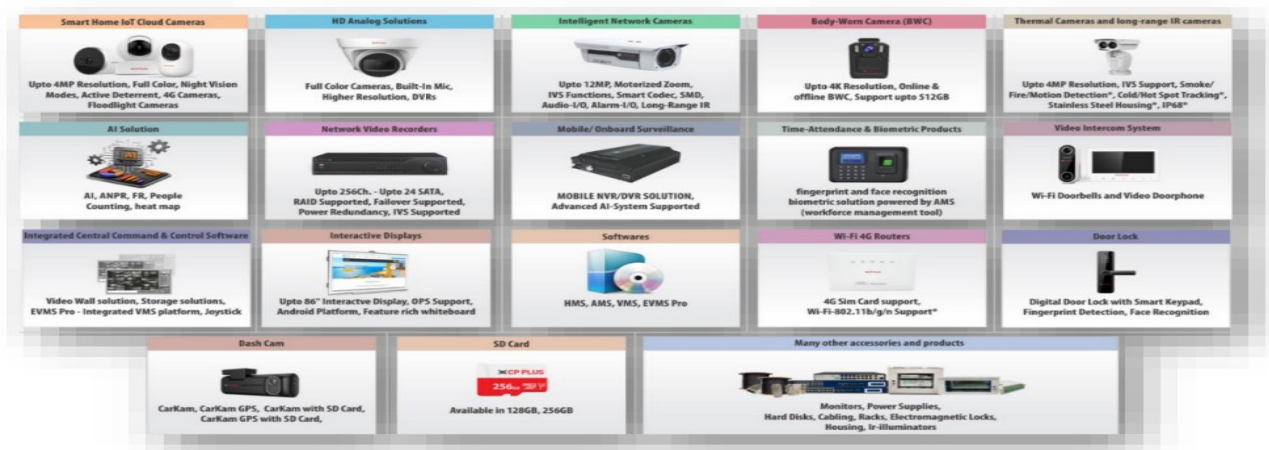 Smart Home IoT Cloud Cameras
Upto 4MP Resolution, Full Color, Night Vision
Modes, Active Deterrent, 4G Cameras,
Floodlight Cameras
HD Analog Solutions
Full Color Cameras, Built-In Mic,
Higher Resolution, DVRs
Intelligent Network Cameras
Upto 12MP, Motorized Zoom,
IVS Functions, Smart Codec, SMD,
Audio-I/O, Alarm-I/O, Long-Range IR
Body-Worn Camera (BWC)
Upto 4K Resolution, Online &
offline BWC, Support upto 512GB
Thermal Cameras and long-range IR cameras
Upto 4MP Resolution, IVS Support, Smoke/
Fire/Motion Detection*, Cold/Hot Spot Tracking*,
Stainless Steel Housing*, IP68*
AI Solution
AI, ANPR, FR, People
Counting, heat map
Network Video Recorders
Upto 256Ch. - Upto 24 SATA,
RAID Supported, Failover Supported,
Power Redundancy, IVS Supported
Mobile/ Onboard Surveillance
MOBILE NVR/DVR SOLUTION,
Advanced AI-System Supported
Time-Attendance & Biometric Products
fingerprint and face recognition
biometric solution powered by AMS
(workforce management tool)
Video Intercom System
Wi-Fi Doorbells and Video Doorphone
Integrated Central Command & Control Software
Video Wall solution, Storage solutions,
EVMS Pro - Integrated VMS platform, Joystick
Interactive Displays
Upto 86" Interactve Display, OPS Support,
Android Platform, Feature rich whiteboard
Softwares
HMS, AMS, VMS, EVMS Pro
Wi-Fi 4G Routers
4G Sim Card support,
Wi-Fi-802.11b/g/n Support*
Door Lock
Digital Door Lock with Smart Keypad,
Fingerprint Detection, Face Recognition
Dash Cam
CarKam, CarKam GPS, CarKam with SD Card,
CarKam GPS with SD Card,
SD Card
CP PLUS
256GB
Available in 128GB, 256GB
Many other accessories and products
Monitors, Power Supplies,
Hard Disks, Cabling, Racks, Electromagnetic Locks,
Housing, Ir-illuminators